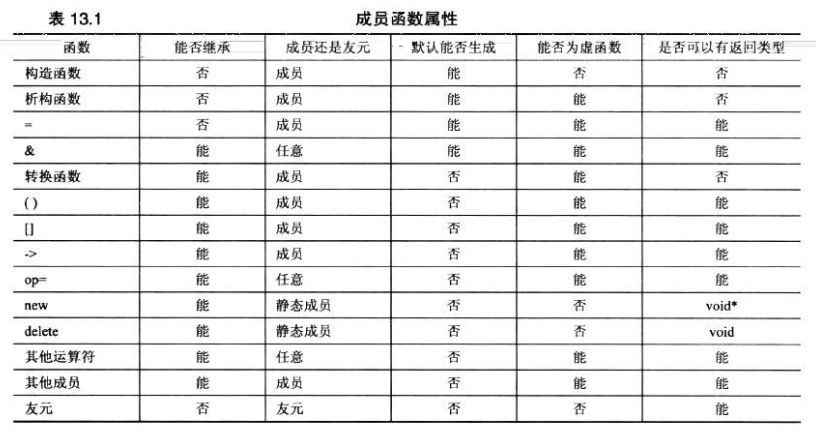 表 13.1 成员函数属性
函数 能否继承 成员还是友元 默认能否生成 能否为虚函数 是否可以有返回类型
构造函数 否 成员 能 否 否
析构函数 否 成员 能 能 否
= 否 成员 能 能 能
& 能 任意 能 能 能
转换函数 能 成员 否 能 否
() 能 成员 否 能 能
[] 能 成员 否 能 能
-> 能 成员 否 能 能
op= 能 任意 否 能 能
new 能 静态成员 否 否 void*
delete 能 静态成员 否 否 void
其他运算符 能 任意 否 能 能
其他成员 能 成员 否 能 能
友元 否 友元 否 否 能